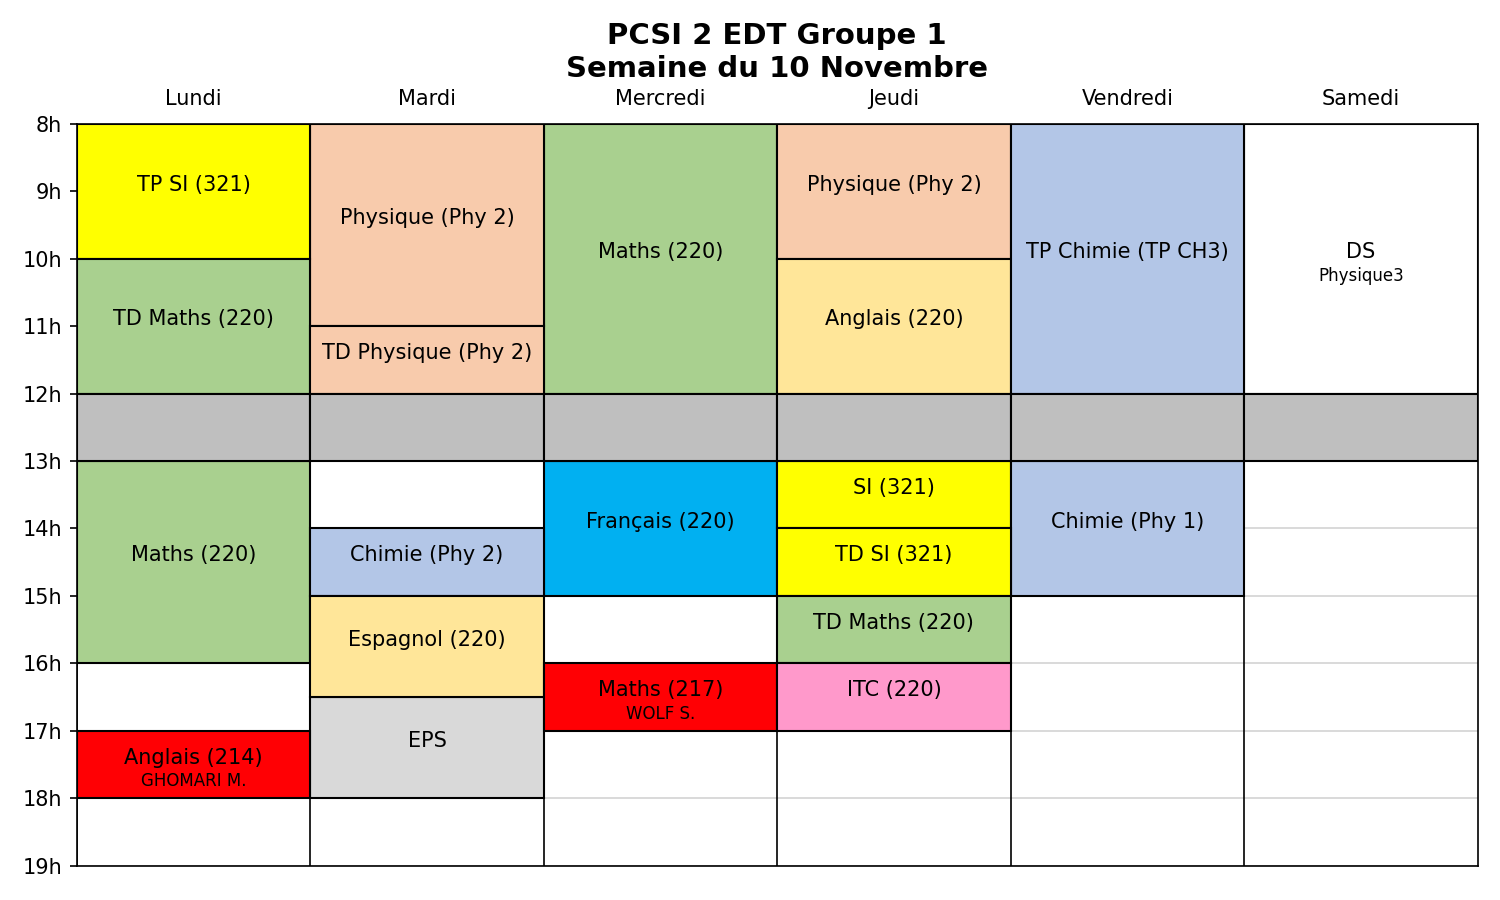 PCSI 2 EDT Groupe 1
Semaine du 10 Novembre
Lundi Mardi Mercredi Jeudi Vendredi Samedi
8h
9h
10h
11h
12h
13h
14h
15h
16h
17h
18h
19h
TP SI (321)
TD Maths (220)
Maths (220)
Anglais (214)
GHOMARI M.
Physique (Phy 2)
TD Physique (Phy 2)
Chimie (Phy 2)
Espagnol (220)
EPS
Maths (220)
Français (220)
Maths (217)
WOLF S.
Physique (Phy 2)
Anglais (220)
SI (321)
TD SI (321)
TD Maths (220)
ITC (220)
TP Chimie (TP CH3)
Chimie (Phy 1)
DS
Physique3